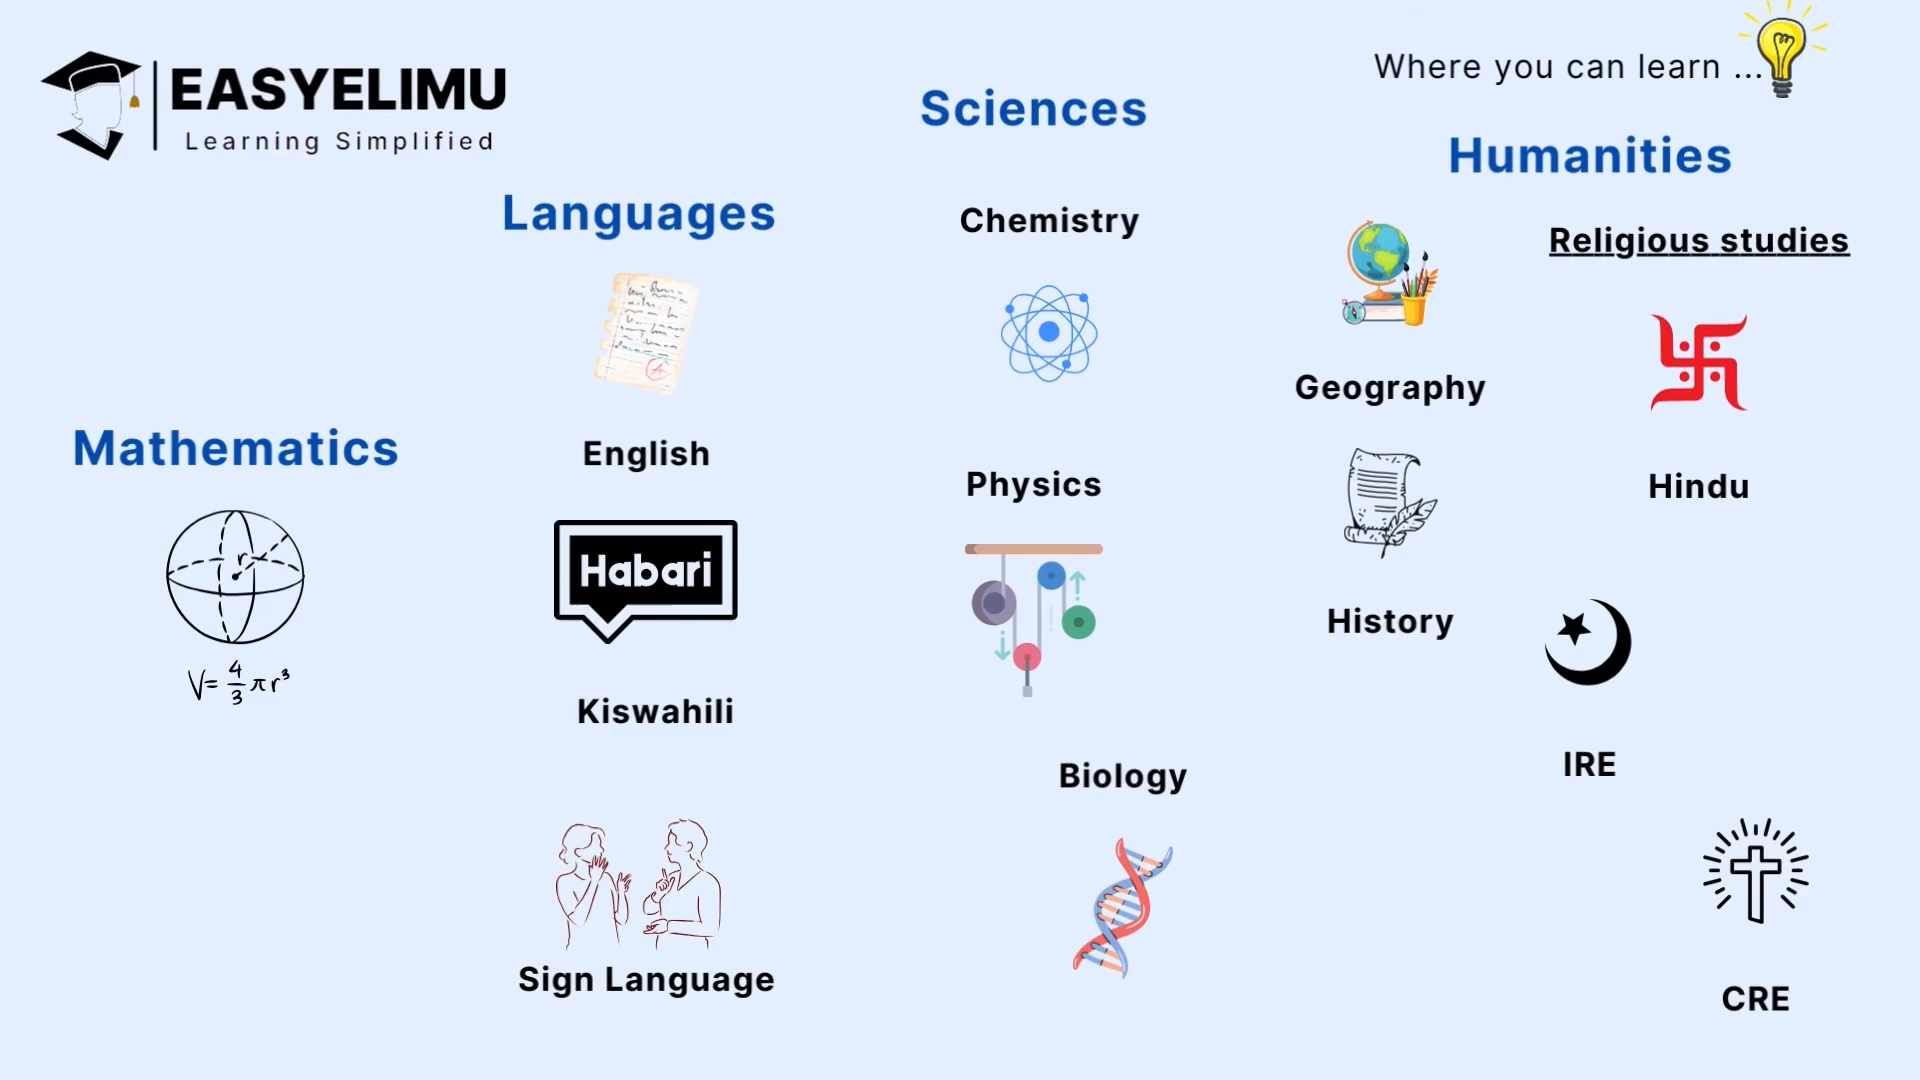 EASYELIMU
Learning Simplified
Where you can learn ...
Mathematics
r
V= 4/3 π r³
Languages
English
Habari
Kiswahili
Sign Language
Sciences
Chemistry
Physics
Biology
Humanities
Geography
History
Religious studies
Hindu
IRE
CRE